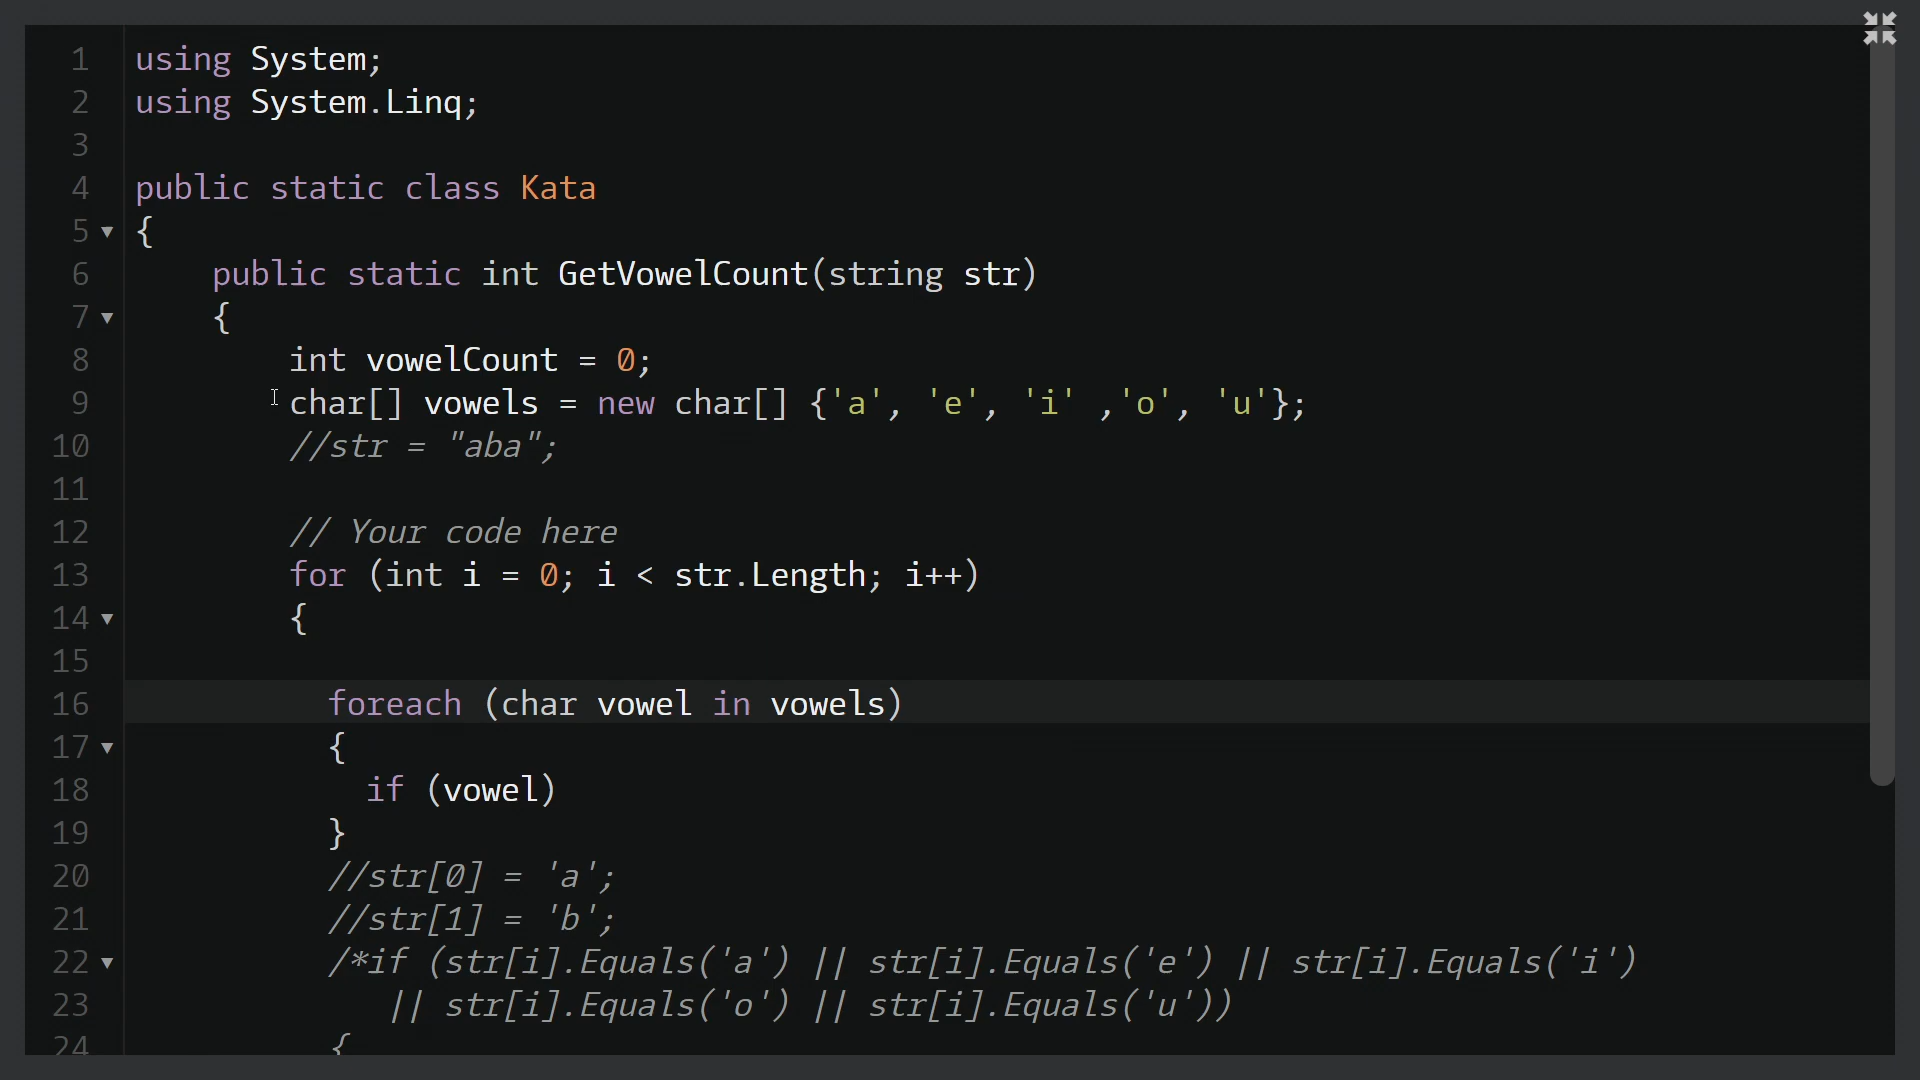 1 using System;
2 using System.Linq;
3
4 public static class Kata
5 {
6 public static int GetVowelCount(string str)
7 {
8 int vowelCount = 0;
9 char[] vowels = new char[] {'a', 'e', 'i' ,'o', 'u'};
10 //str = "aba";
11
12 // Your code here
13 for (int i = 0; i < str.Length; i++)
14 {
15
16 foreach (char vowel in vowels)
17 {
18 if (vowel)
19 }
20 //str[0] = 'a';
21 //str[1] = 'b';
22 /*if (str[i].Equals('a') || str[i].Equals('e') || str[i].Equals('i')
23 || str[i].Equals('o') || str[i].Equals('u'))
24 {